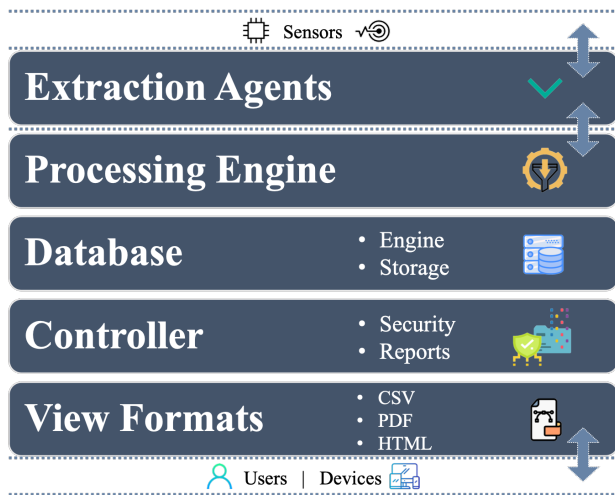 Sensors
Extraction Agents
Processing Engine
Database
• Engine
• Storage
Controller
• Security
• Reports
View Formats
• CSV
• PDF
• HTML
Users | Devices